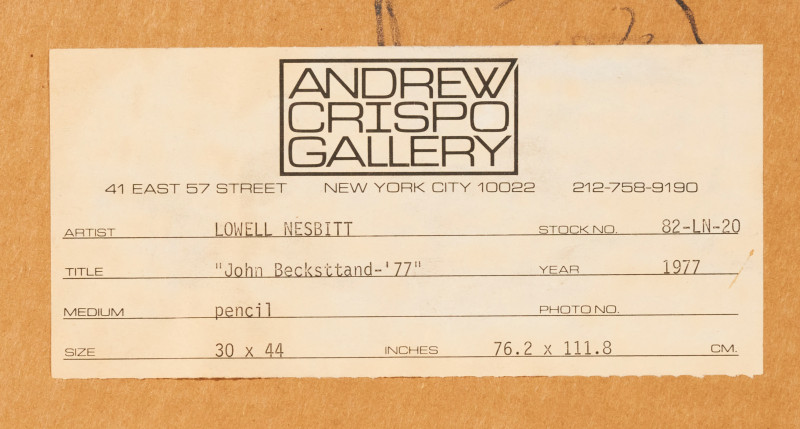 ANDREW
CRISPO
GALLERY
41 EAST 57 STREET NEW YORK CITY 10022 212-758-9190
ARTIST LOWELL NESBITT STOCK NO. 82-LN-20
TITLE "John Becksttand-'77" YEAR 1977
MEDIUM pencil PHOTO NO.
SIZE 30 x 44 INCHES 76.2 x 111.8 CM.